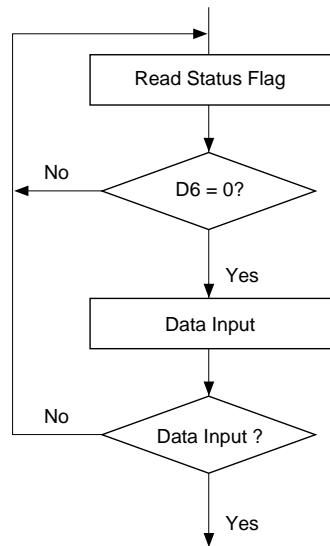 Read Status Flag
No
D6 = 0?
Yes
Data Input
No
Data Input ?
Yes